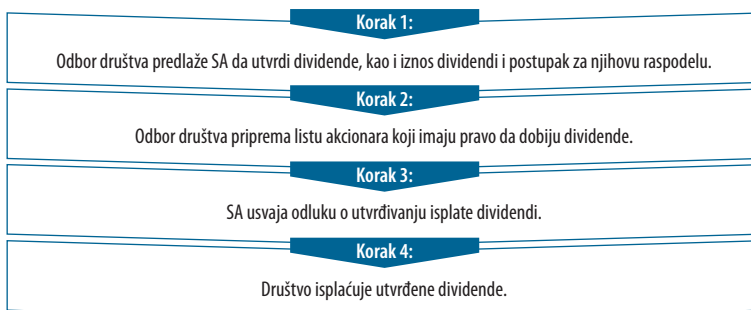 Korak 1:
Odbor društva predlaže SA da utvrdi dividende, kao i iznos dividendi i postupak za njihovu raspodelu.
Korak 2:
Odbor društva priprema listu akcionara koji imaju pravo da dobiju dividende.
Korak 3:
SA usvaja odluku o utvrđivanju isplate dividendi.
Korak 4:
Društvo isplaćuje utvrđene dividende.